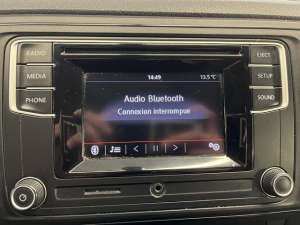 RADIO
MEDIA
PHONE
14:49
13.5°C
Audio Bluetooth
Connexion interrompue
EJECT
SETUP
SOUND